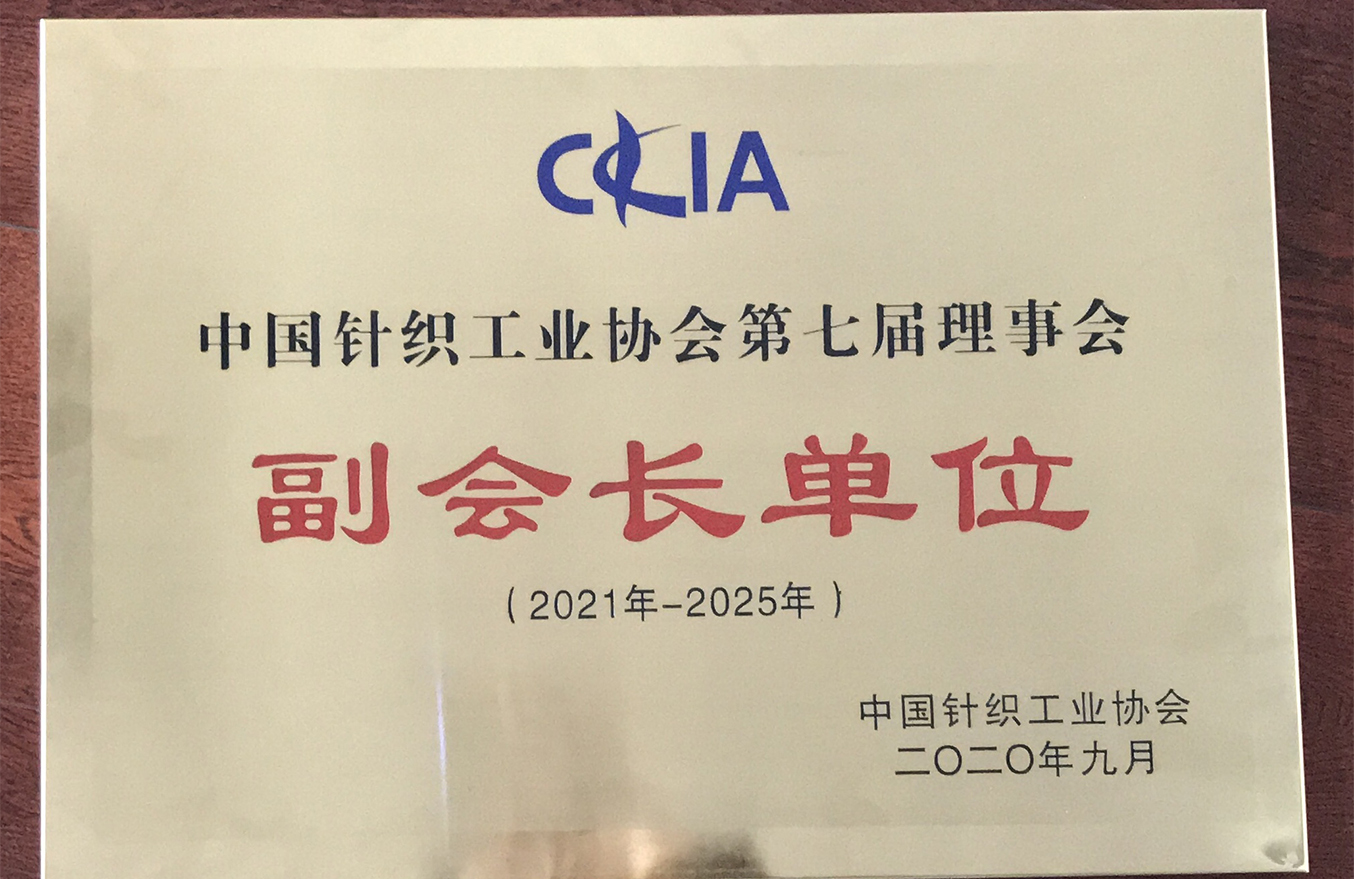 CKIA
中国针织工业协会第七届理事会
副会长单位
（2021年-2025年）
中国针织工业协会
二〇二〇年九月